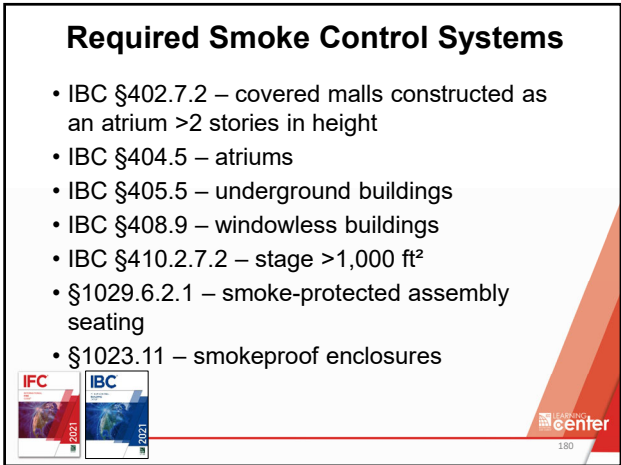 Required Smoke Control Systems
• IBC §402.7.2 – covered malls constructed as
an atrium >2 stories in height
• IBC §404.5 – atriums
• IBC §405.5 – underground buildings
• IBC §408.9 – windowless buildings
• IBC §410.2.7.2 – stage >1,000 ft²
• §1029.6.2.1 – smoke-protected assembly
seating
• §1023.11 – smokeproof enclosures
IFC
2021
IBC
2021
LEARNING
center
180